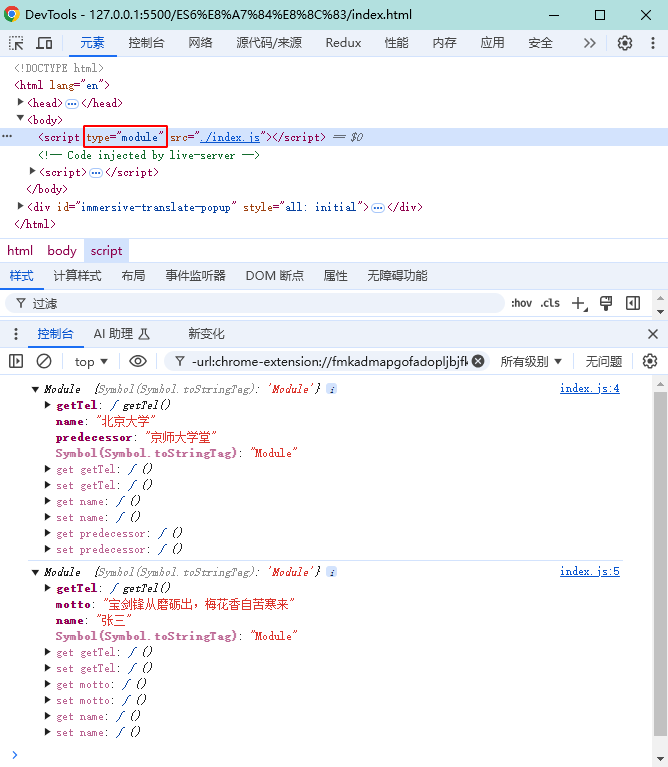 DevTools - 127.0.0.1:5500/ES6%E8%A7%84%E8%8C%83/index.html
元素 控制台 网络 源代码/来源 Redux 性能 内存 应用 安全
<!DOCTYPE html>
<html lang="en">
<head> ⋯ </head>
<body>
<script type="module" src="./index.js"></script> == $0
<!-- Code injected by live-server -->
<script> ⋯ </script>
</body>
<div id="immersive-translate-popup" style="all: initial"> ⋯ </div>
</html>
html body script
样式 计算样式 布局 事件监听器 DOM 断点 属性 无障碍功能
过滤 :hov .cls
控制台 AI 助理 新变化
top -url:chrome-extension://fmkadmapgofadopljbjfk 所有级别 无问题
Module {Symbol(Symbol.toStringTag): 'Module'} i index.js:4
getTel: ƒ getTel()
name: "北京大学"
predecessor: "京师大学堂"
Symbol(Symbol.toStringTag): "Module"
get getTel: ƒ ()
set getTel: ƒ ()
get name: ƒ ()
set name: ƒ ()
get predecessor: ƒ ()
set predecessor: ƒ ()
Module {Symbol(Symbol.toStringTag): 'Module'} i index.js:5
getTel: ƒ getTel()
motto: "宝剑锋从磨砺出，梅花香自苦寒来"
name: "张三"
Symbol(Symbol.toStringTag): "Module"
get getTel: ƒ ()
set getTel: ƒ ()
get motto: ƒ ()
set motto: ƒ ()
get name: ƒ ()
set name: ƒ ()